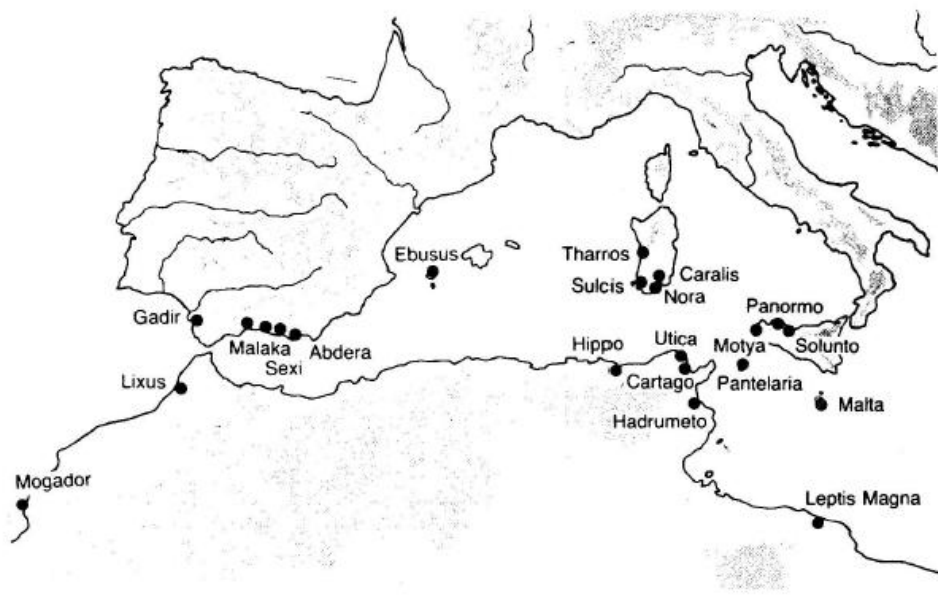 Ebusus
Tharros
Sulcis
Caralis
Nora
Gadir
Malaka
Sexi
Abdera
Lixus
Mogador
Hippo
Utica
Cartago
Hadrumeto
Panormo
Motya
Solunto
Pantelaria
Malta
Leptis Magna